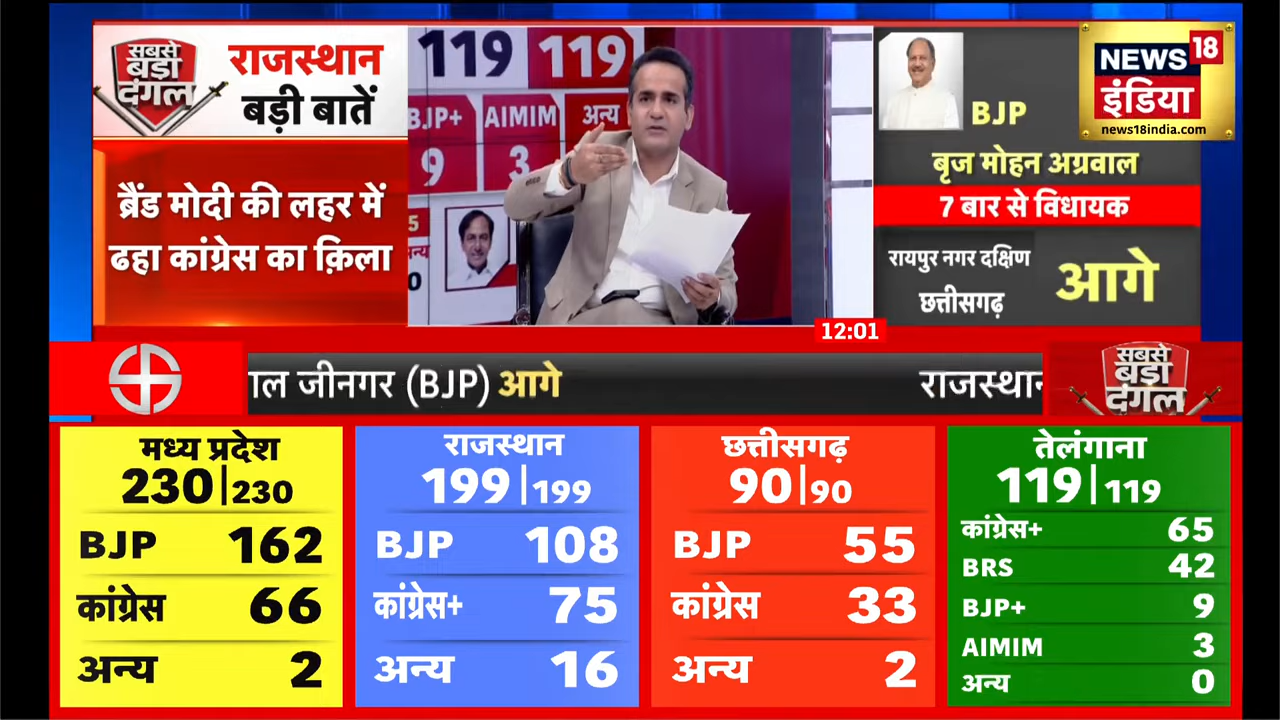 सबसे
बड़ा
दंगल
राजस्थान
बड़ी बातें
ब्रैंड मोदी की लहर में
ढहा कांग्रेस का क़िला
119 119
BJP+ AIMIM अन्य
9 3
BJP
बृज मोहन अग्रवाल
7 बार से विधायक
रायपुर नगर दक्षिण
छत्तीसगढ़
आगे
NEWS 18
इंडिया
news18india.com
12:01
जीनगर (BJP) आगे
राजस्थान
सबसे
बड़ा
दंगल
मध्य प्रदेश
230|230
BJP 162
कांग्रेस 66
अन्य 2
राजस्थान
199|199
BJP 108
कांग्रेस+ 75
अन्य 16
छत्तीसगढ़
90|90
BJP 55
कांग्रेस 33
अन्य 2
तेलंगाना
119|119
कांग्रेस+ 65
BRS 42
BJP+ 9
AIMIM 3
अन्य 0